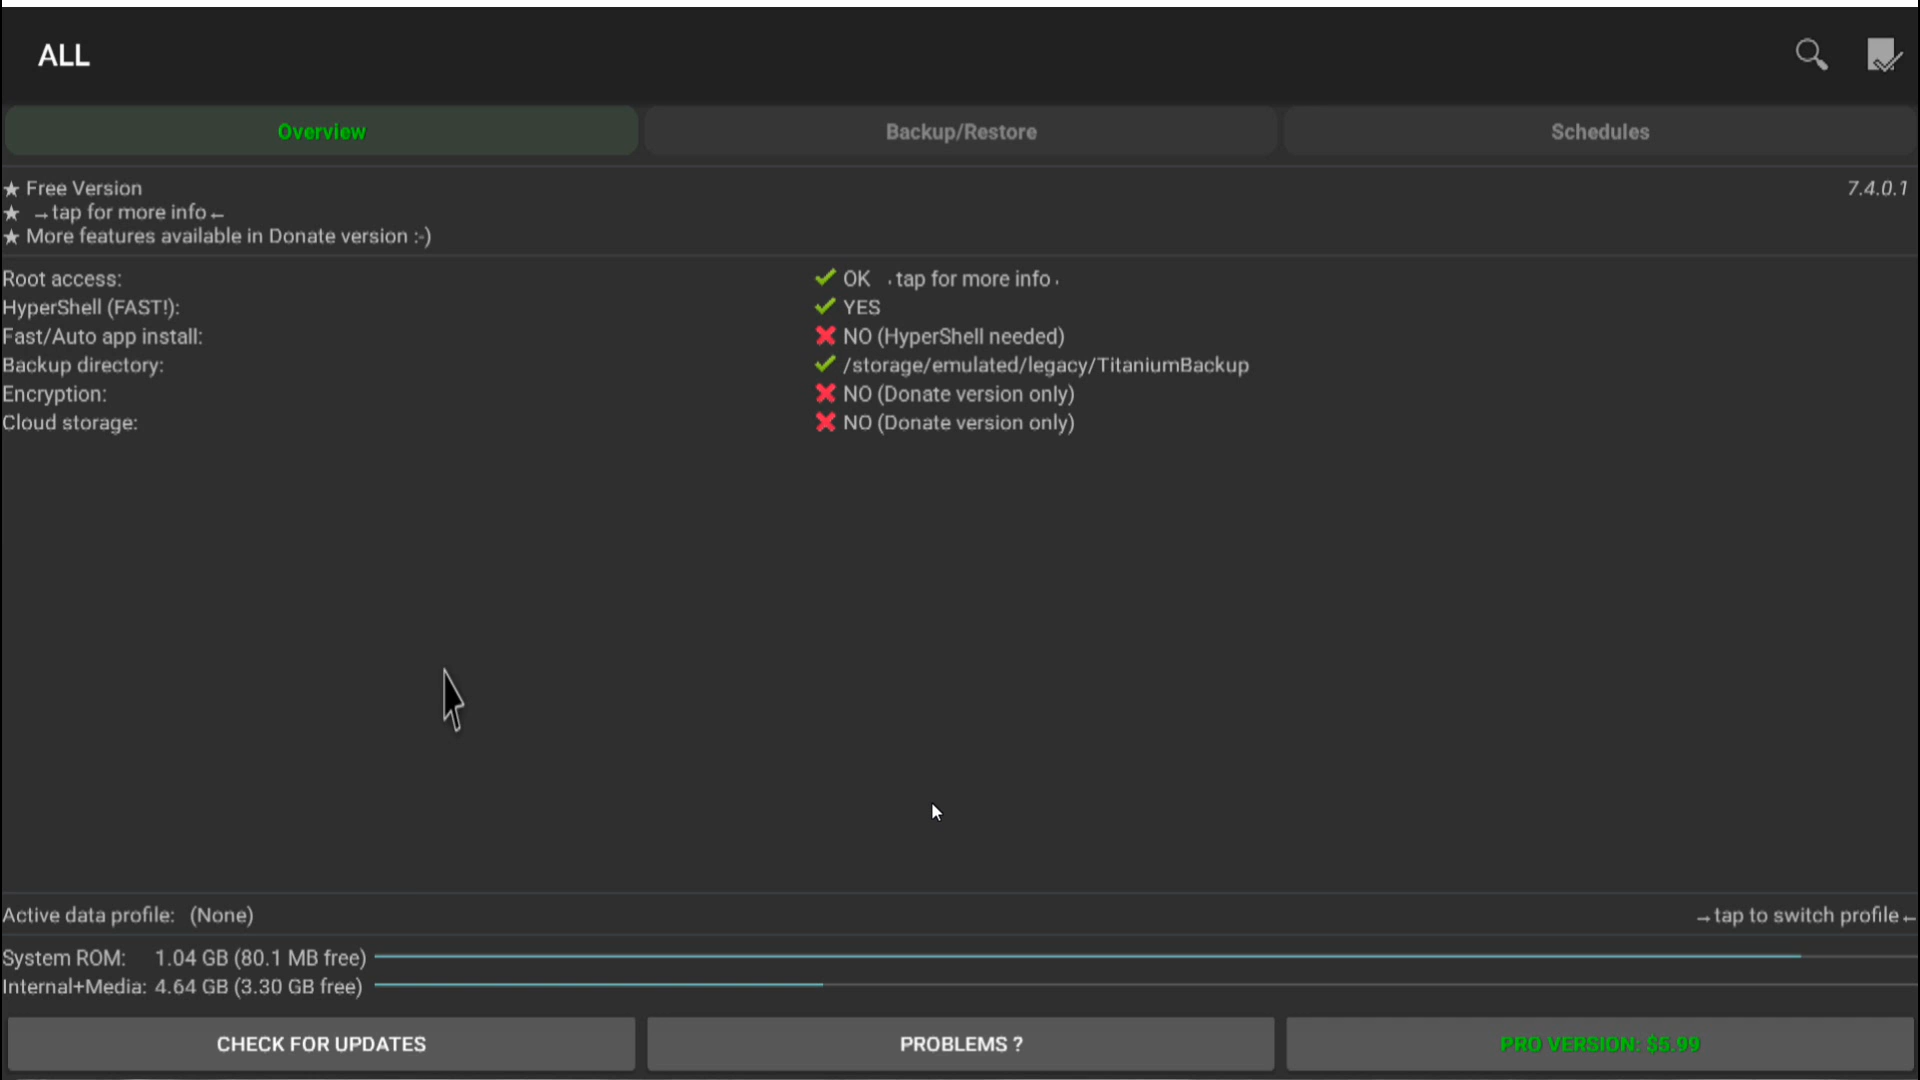 ALL
Overview Backup/Restore Schedules
★ Free Version 7.4.0.1
★ →tap for more info←
★ More features available in Donate version :-)
Root access: OK tap for more info
HyperShell (FAST!): YES
Fast/Auto app install: NO (HyperShell needed)
Backup directory: /storage/emulated/legacy/TitaniumBackup
Encryption: NO (Donate version only)
Cloud storage: NO (Donate version only)
Active data profile: (None) →tap to switch profile←
System ROM: 1.04 GB (80.1 MB free)
Internal+Media: 4.64 GB (3.30 GB free)
CHECK FOR UPDATES PROBLEMS ? PRO VERSION: $5.99